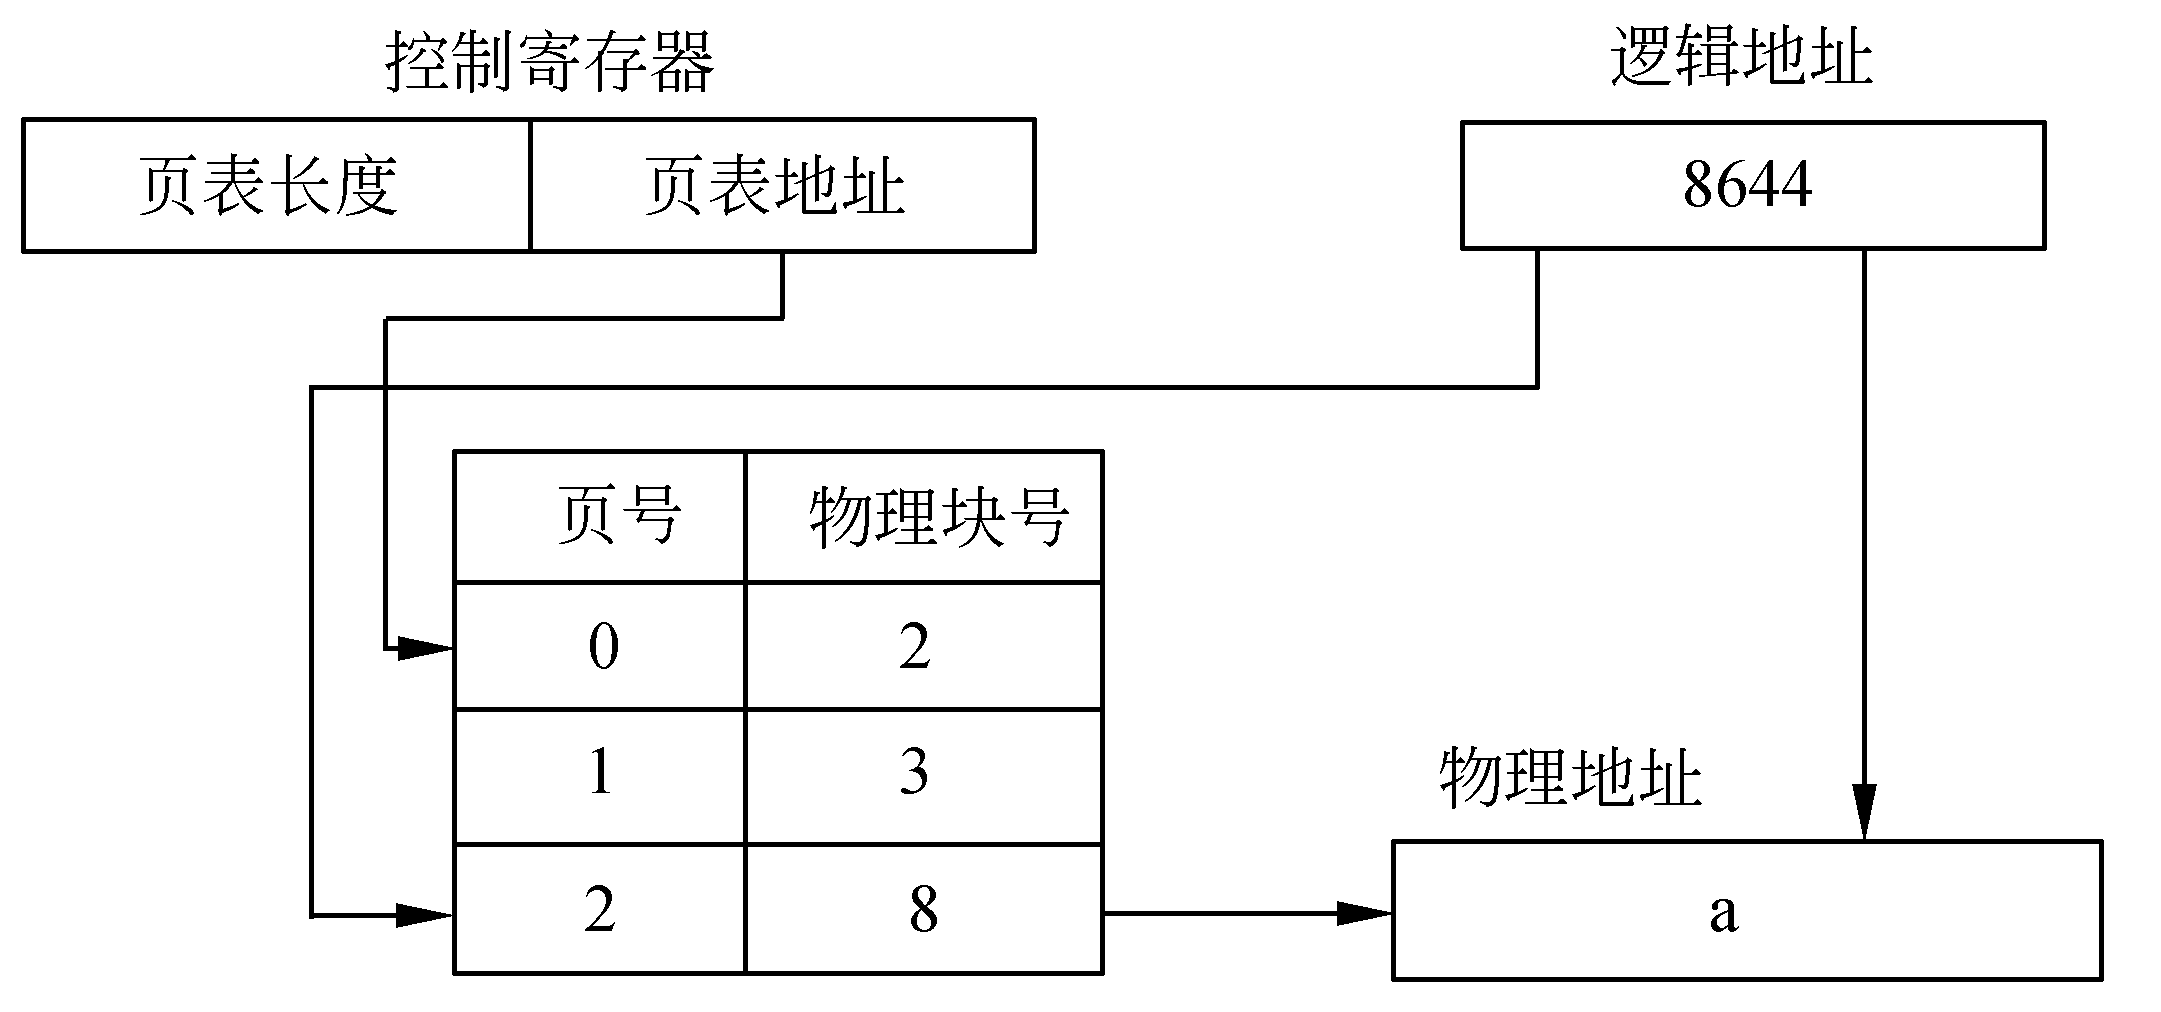 控制寄存器
逻辑地址
页表长度 页表地址
8644
页号 物理块号
0 2
1 3
物理地址
2 8
a